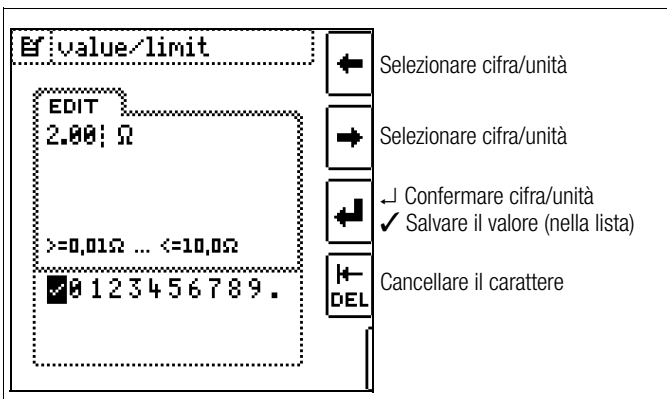 value/limit
EDIT
2.00 Ω
>=0,01Ω ... <=10,0Ω
✓0123456789.
DEL
Selezionare cifra/unità
Selezionare cifra/unità
↵ Confermare cifra/unità
✓ Salvare il valore (nella lista)
Cancellare il carattere